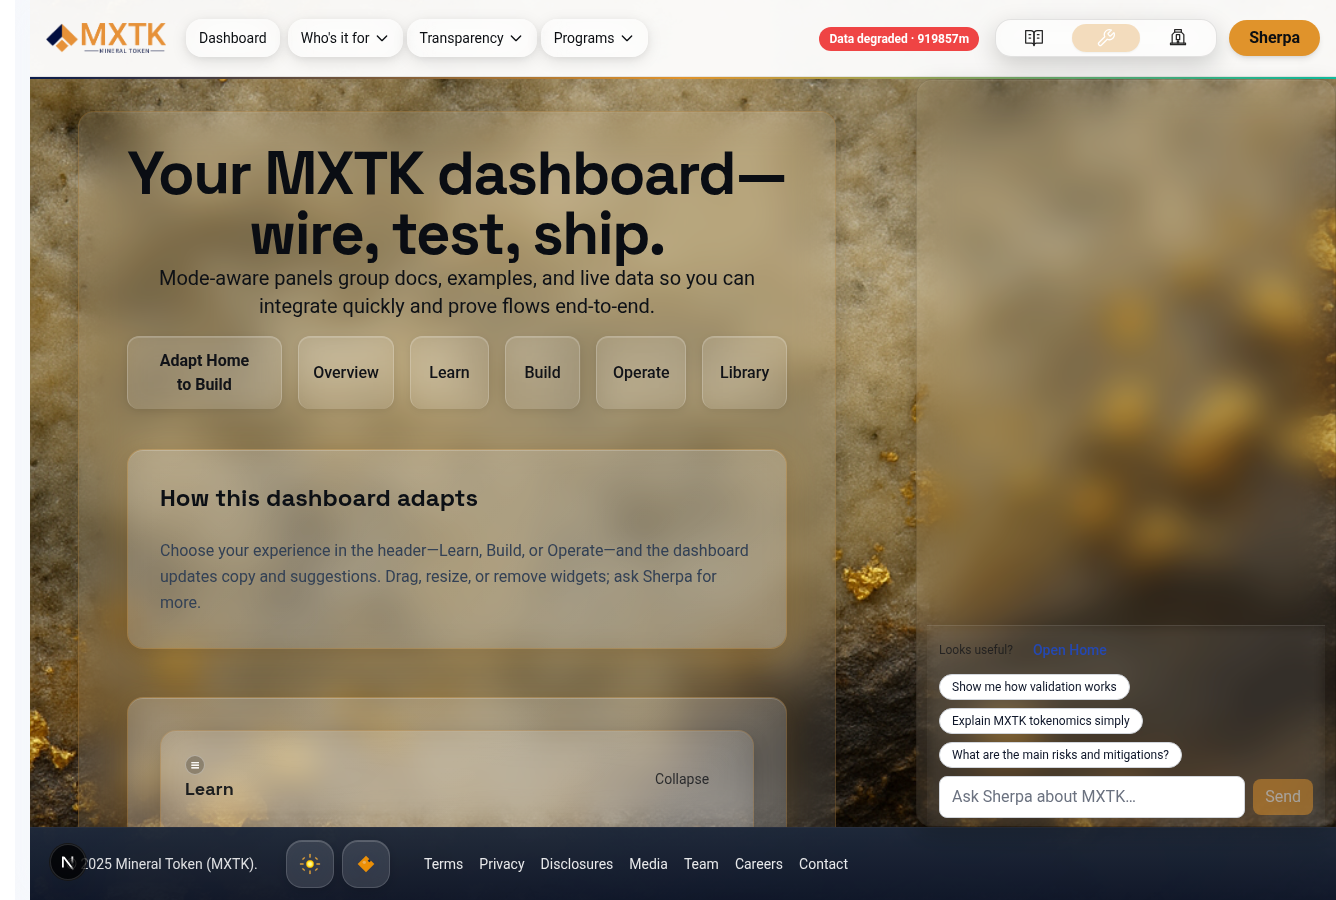 MXTK
MINERAL TOKEN
Dashboard
Who's it for
Transparency
Programs
Data degraded · 919857m
Sherpa
Your MXTK dashboard—
wire, test, ship.
Mode-aware panels group docs, examples, and live data so you can
integrate quickly and prove flows end-to-end.
Adapt Home
to Build
Overview
Learn
Build
Operate
Library
How this dashboard adapts
Choose your experience in the header—Learn, Build, or Operate—and the dashboard
updates copy and suggestions. Drag, resize, or remove widgets; ask Sherpa for
more.
Learn
Collapse
Looks useful?
Open Home
Show me how validation works
Explain MXTK tokenomics simply
What are the main risks and mitigations?
Ask Sherpa about MXTK...
Send
N
2025 Mineral Token (MXTK).
Terms
Privacy
Disclosures
Media
Team
Careers
Contact